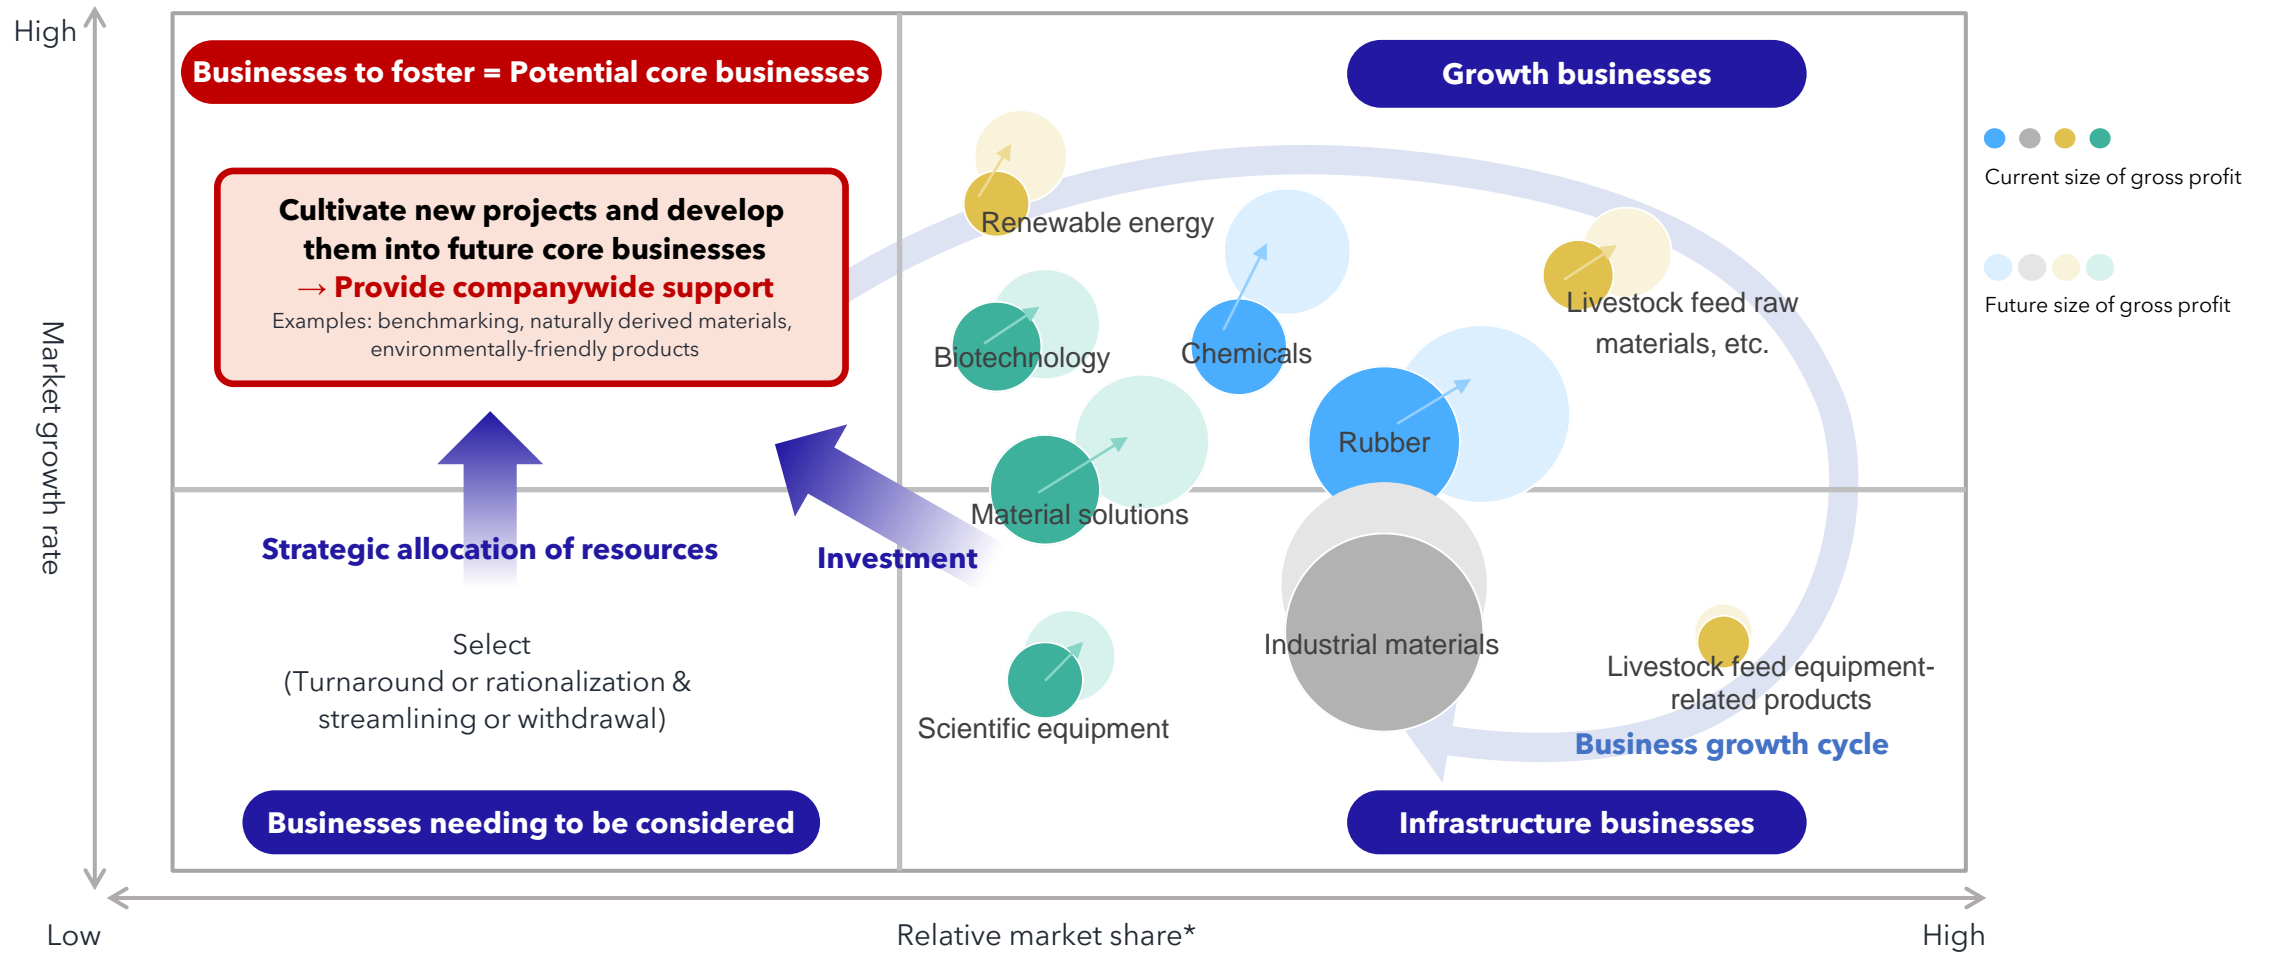 High
Market growth rate
Businesses to foster = Potential core businesses
Cultivate new projects and develop
them into future core businesses
→ Provide companywide support
Examples: benchmarking, naturally derived materials,
environmentally-friendly products
Growth businesses
Renewable energy
Biotechnology
Chemicals
Livestock feed raw
materials, etc.
Rubber
Material solutions
Current size of gross profit
Future size of gross profit
Strategic allocation of resources
Investment
Select
(Turnaround or rationalization &
streamlining or withdrawal)
Businesses needing to be considered
Industrial materials
Scientific equipment
Livestock feed equipment-
related products
Business growth cycle
Infrastructure businesses
Low
Relative market share*
High